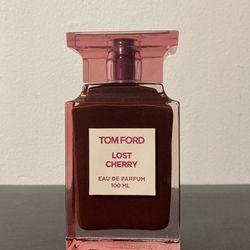 TOM FORD
LOST
CHERRY
EAU DE PARFUM
100 ML